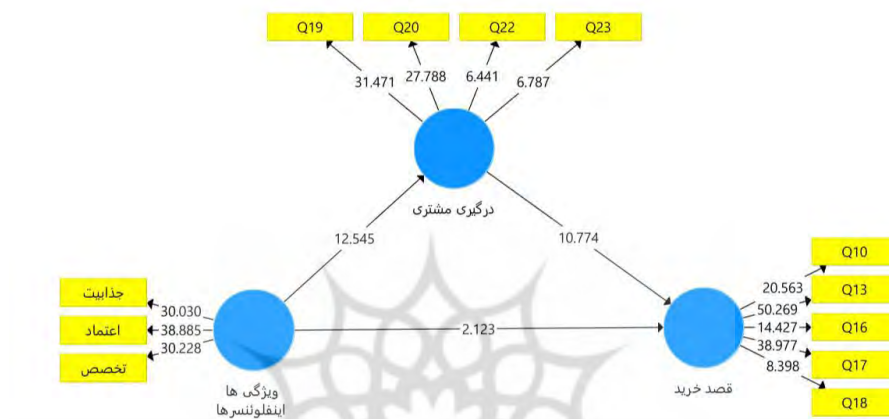 Q19
Q20
Q22
Q23
31.471
27.788
6.441
6.787
درگیری مشتری
12.545
10.774
جذابیت
اعتماد
تخصص
30.030
38.885
30.228
2.123
ویژگی ها
اینفلوئنسرها
20.563
50.269
14.427
38.977
8.398
قصد خرید
Q10
Q13
Q16
Q17
Q18